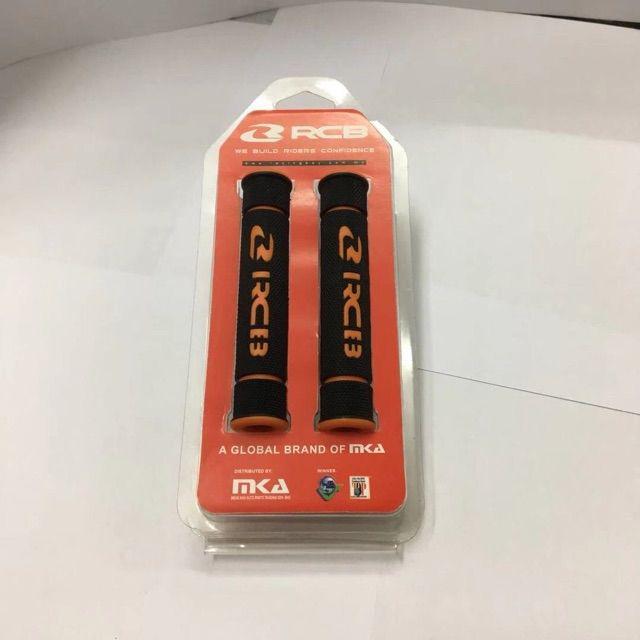 RCB
WE BUILD RIDERS CONFIDENCE
RCB
RCB
A GLOBAL BRAND OF MKA
DISTRIBUTED BY:
WINNER:
MKA